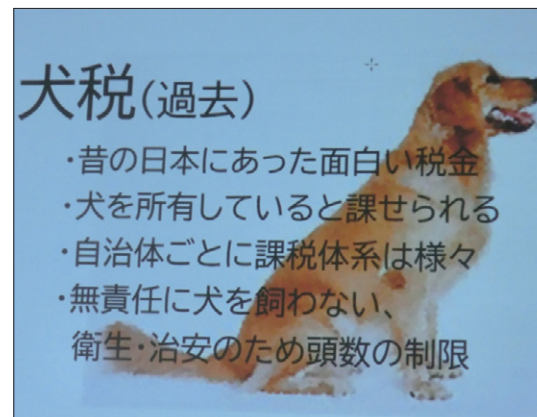 犬税(過去)
・昔の日本にあった面白い税金
・犬を所有していると課せられる
・自治体ごとに課税体系は様々
・無責任に犬を飼わない、
衛生・治安のため頭数の制限